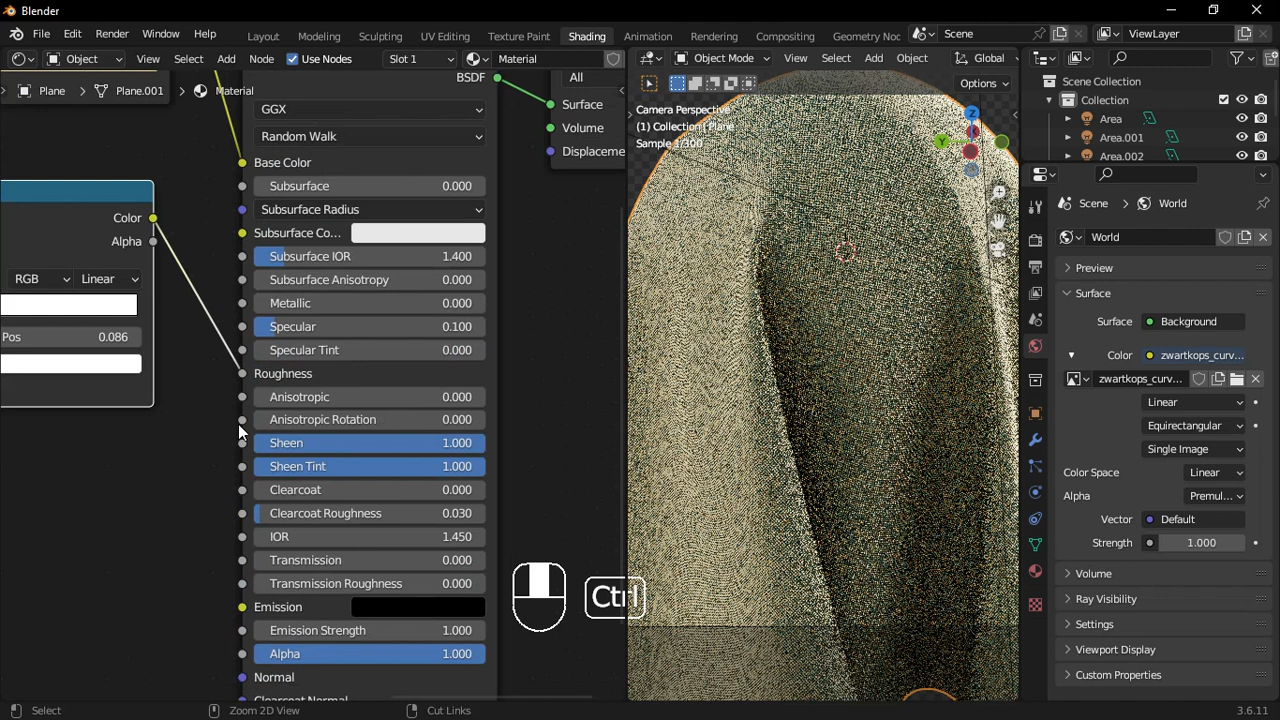 Blender
File Edit Render Window Help Layout Modeling Sculpting UV Editing Texture Paint Shading Animation Rendering Compositing Geometry Noc Scene ViewLayer
Object View Select Add Node Use Nodes Slot 1 Material Object Mode View Select Add Object Global
Plane Plane.001 Material BSDF All Options
Scene Collection
Collection
Area
Area.001
Area.002
Camera Perspective
(1) Collection | Plane
Sample 1/300
Z
Y
GGX
Random Walk
Base Color
Subsurface 0.000
Subsurface Radius
Subsurface Co...
Subsurface IOR 1.400
Subsurface Anisotropy 0.000
Metallic 0.000
Specular 0.100
Specular Tint 0.000
Roughness
Anisotropic 0.000
Anisotropic Rotation 0.000
Sheen 1.000
Sheen Tint 1.000
Clearcoat 0.000
Clearcoat Roughness 0.030
IOR 1.450
Transmission 0.000
Transmission Roughness 0.000
Emission
Emission Strength 1.000
Alpha 1.000
Normal
Clearcoat Normal
Surface
Volume
Displaceme
Color
Alpha
RGB Linear
Pos 0.086
Ctrl
Scene World
World
Preview
Surface
Surface Background
Color zwartkops_curv...
zwartkops_curv...
Linear
Equirectangular
Single Image
Color Space Linear
Alpha Premul...
Vector Default
Strength 1.000
Volume
Ray Visibility
Settings
Viewport Display
Custom Properties
Select Zoom 2D View Cut Links 3.6.11